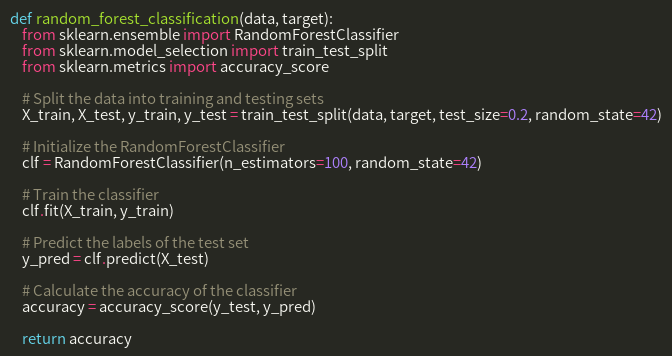 def random_forest_classification(data, target):
    from sklearn.ensemble import RandomForestClassifier
    from sklearn.model_selection import train_test_split
    from sklearn.metrics import accuracy_score

    # Split the data into training and testing sets
    X_train, X_test, y_train, y_test = train_test_split(data, target, test_size=0.2, random_state=42)

    # Initialize the RandomForestClassifier
    clf = RandomForestClassifier(n_estimators=100, random_state=42)

    # Train the classifier
    clf.fit(X_train, y_train)

    # Predict the labels of the test set
    y_pred = clf.predict(X_test)

    # Calculate the accuracy of the classifier
    accuracy = accuracy_score(y_test, y_pred)

    return accuracy